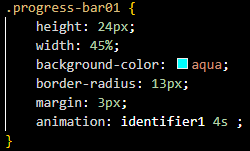 .progress-bar01 {
height: 24px;
width: 45%;
background-color: aqua;
border-radius: 13px;
margin: 3px;
animation: identifier1 4s ;
}